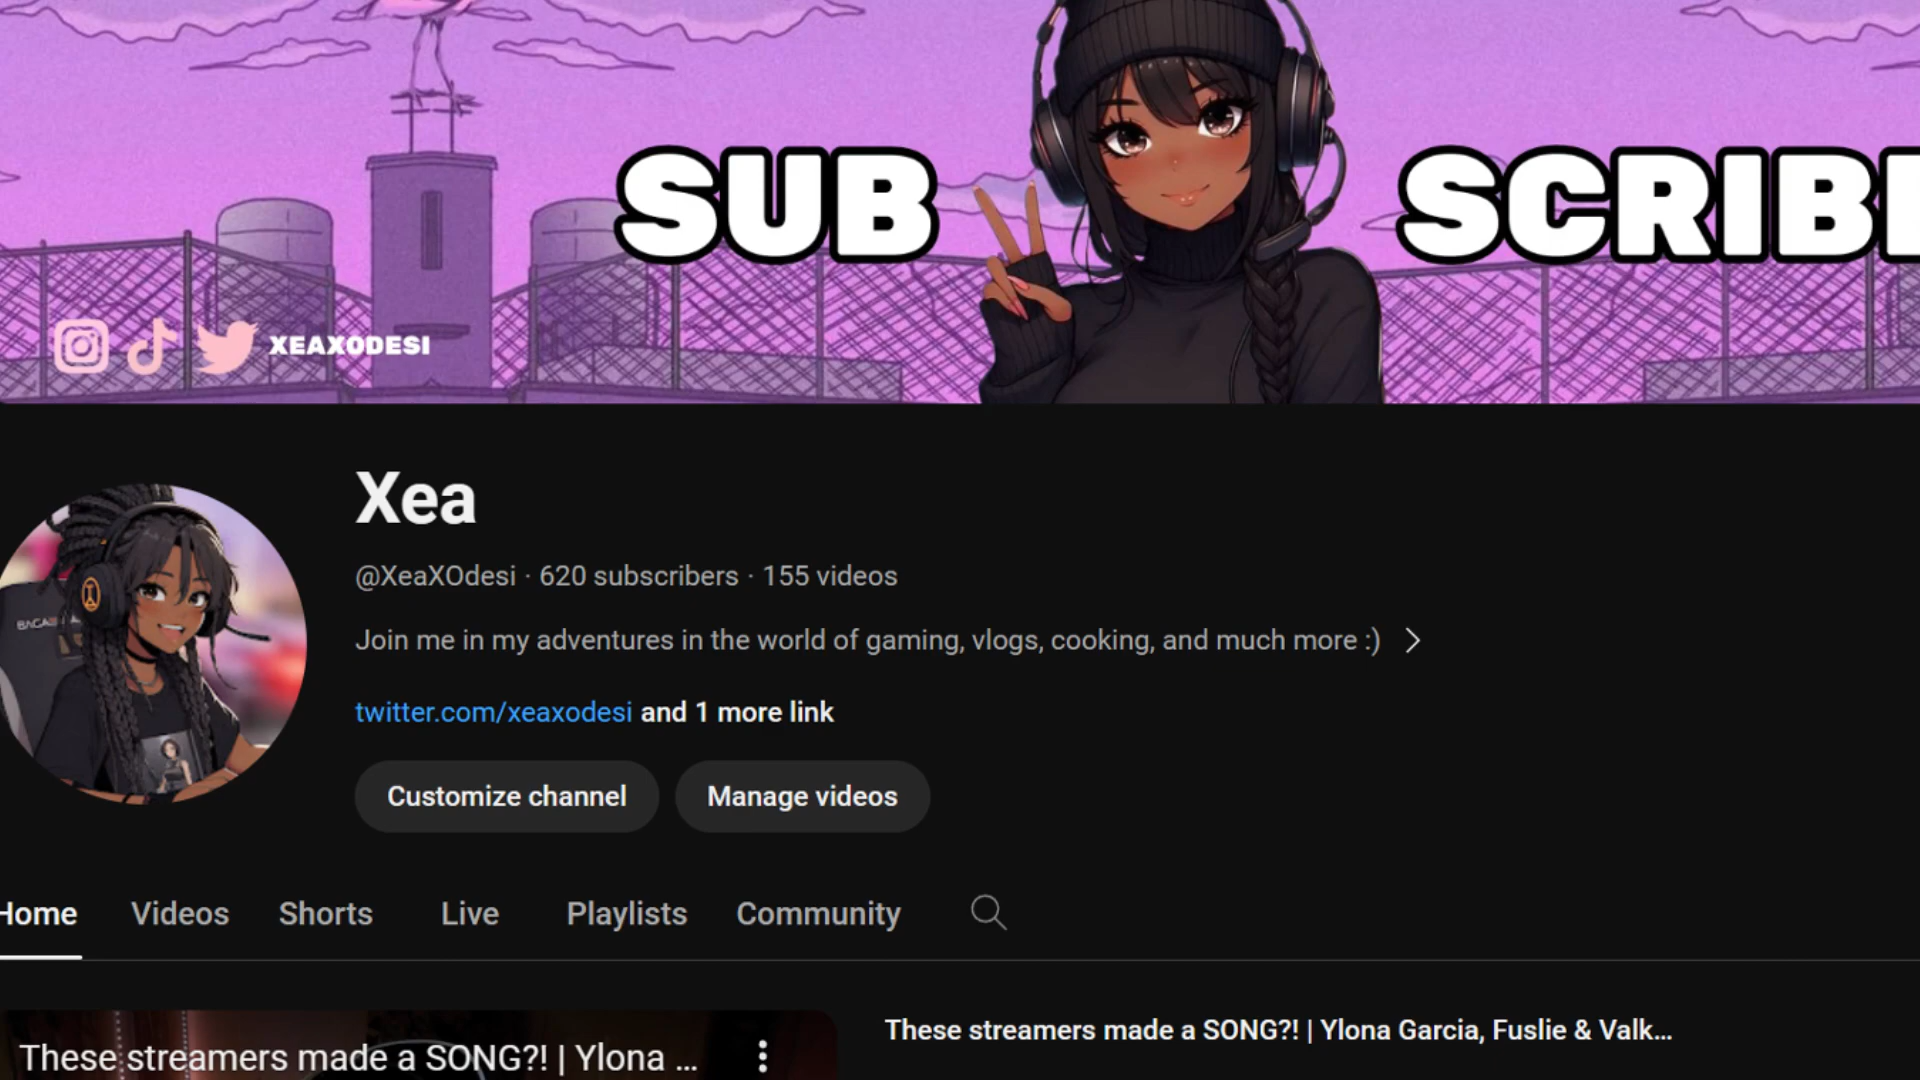 SUB SCRIBE
XEAXODESI
Xea
@XeaXOdesi · 620 subscribers · 155 videos
Join me in my adventures in the world of gaming, vlogs, cooking, and much more :)
twitter.com/xeaxodesi and 1 more link
Customize channel Manage videos
Home Videos Shorts Live Playlists Community
These streamers made a SONG?! | Ylona Garcia, Fuslie & Valk...
These streamers made a SONG?! | Ylona ...